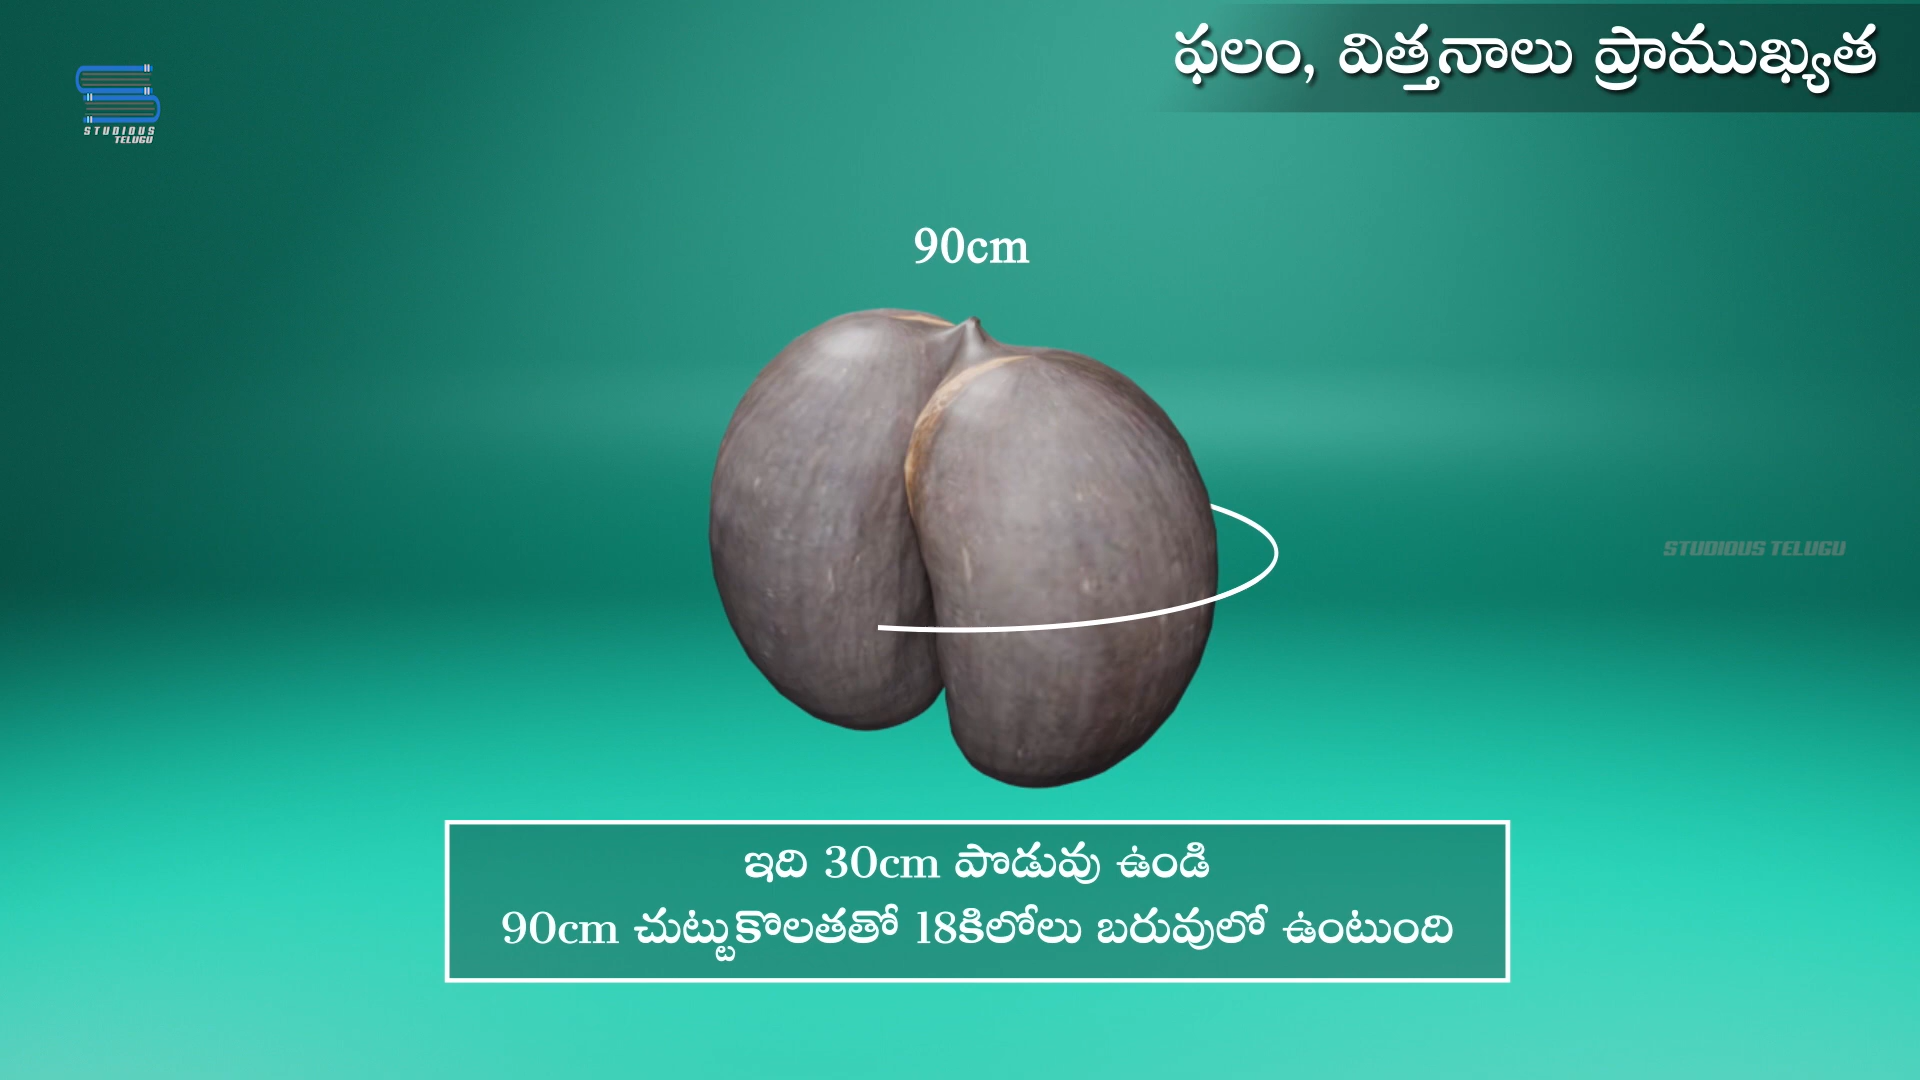 ఫలం, విత్తనాలు ప్రాముఖ్యత
STUDIOUS
TELUGU
90cm
STUDIOUS TELUGU
ఇది 30cm పొడువు ఉండి
90cm చుట్టుకొలతతో 18కిలోలు బరువులో ఉంటుంది